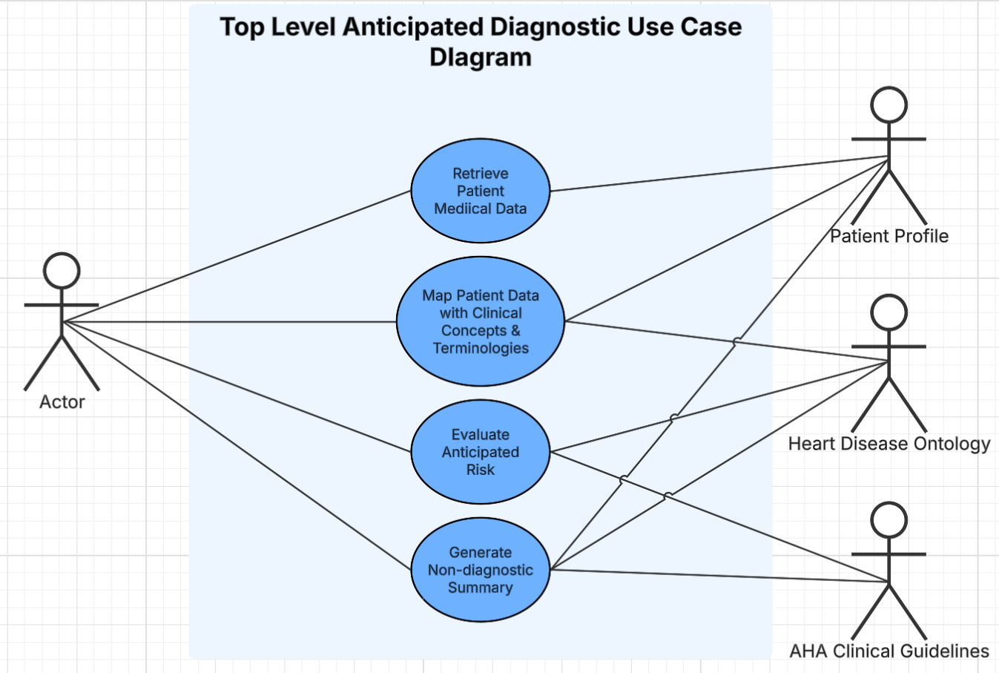 Top Level Anticipated Diagnostic Use Case
DIagram
Retrieve
Patient
Mediical Data
Patient Profile
Map Patient Data
with Clinical
Concepts &
Terminologies
Actor
Evaluate
Anticipated
Risk
Heart Disease Ontology
Generate
Non-diagnostic
Summary
AHA Clinical Guidelines